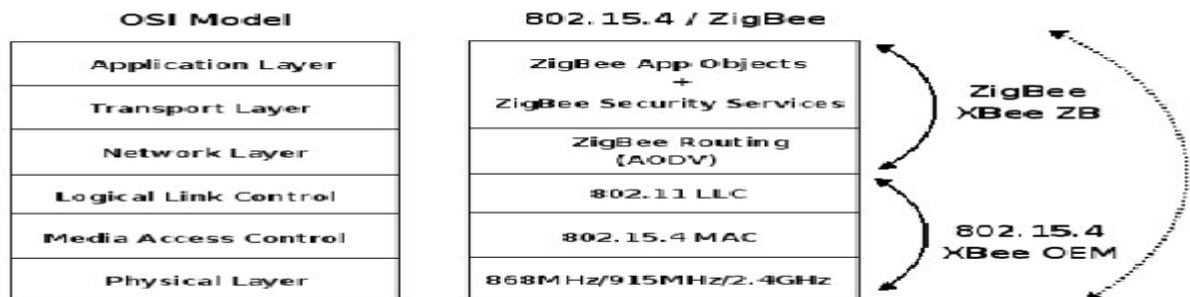 OSI Model
Application Layer
Transport Layer
Network Layer
Logical Link Control
Media Access Control
Physical Layer
802.15.4 / ZigBee
ZigBee App Objects
+
ZigBee Security Services
ZigBee Routing
(AODV)
802.11 LLC
802.15.4 MAC
868MHz/915MHz/2.4GHz
ZigBee
XBee ZB
802.15.4
XBee OEM